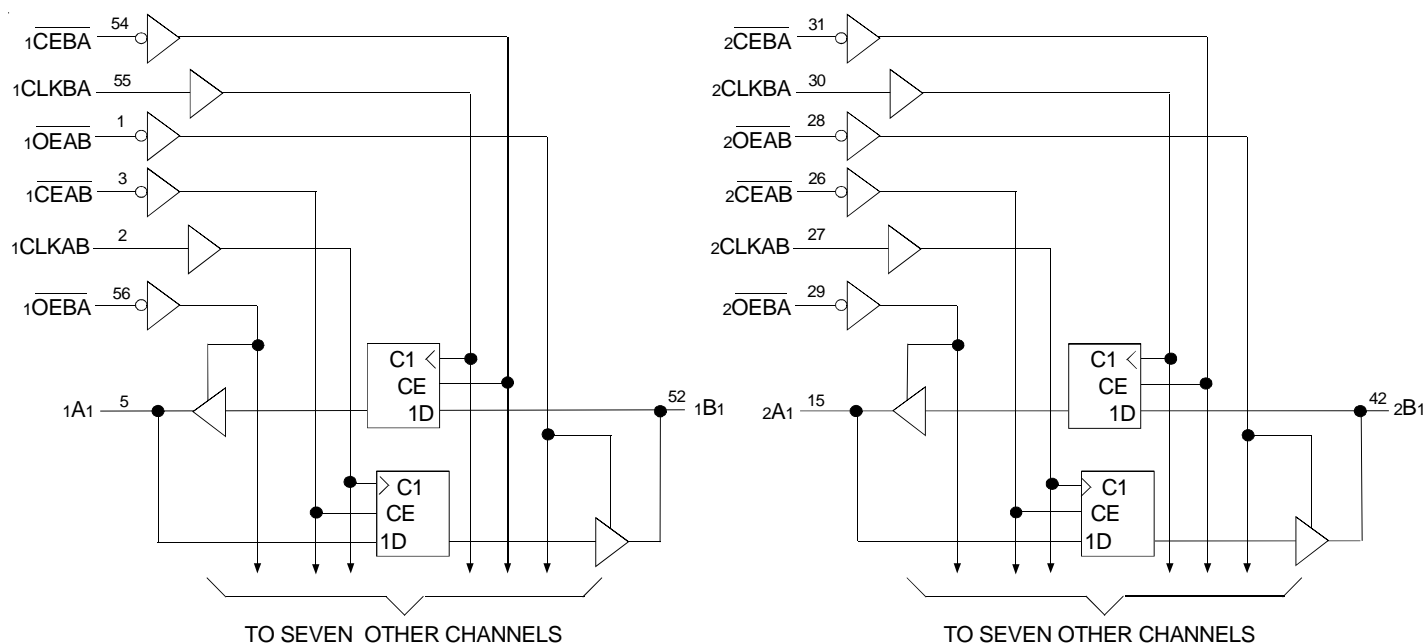 1CEBA 54
1CLKBA 55
1OEAB 1
1CEAB 3
1CLKAB 2
1OEBA 56
C1
CE
1D
1A1 5
52 1B1
C1
CE
1D
TO SEVEN OTHER CHANNELS
2CEBA 31
2CLKBA 30
2OEAB 28
2CEAB 26
2CLKAB 27
2OEBA 29
C1
CE
1D
2A1 15
42 2B1
C1
CE
1D
TO SEVEN OTHER CHANNELS